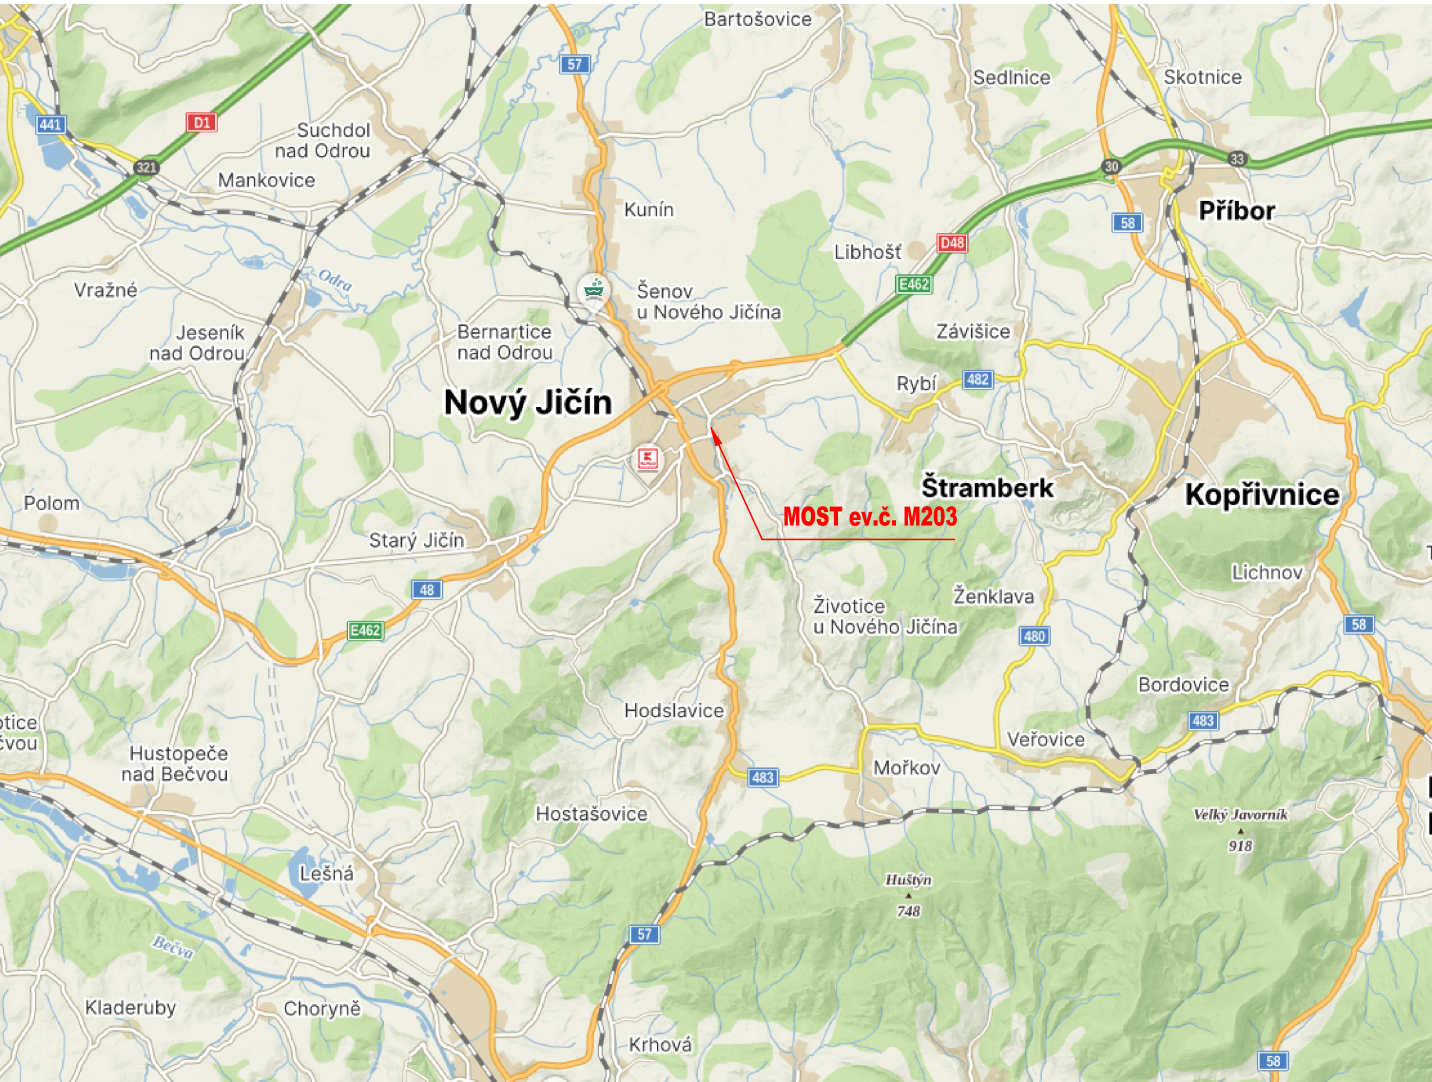 Bartošovice
57
Sedlnice
Skotnice
441
D1
Suchdol
nad Odrou
321
Mankovice
30
33
Kunín
58
Příbor
D48
Libhošť
Odra
E462
Vražné
Šenov
u Nového Jičína
Jeseník
nad Odrou
Bernartice
nad Odrou
Závišice
482
Rybí
Nový Jičín
Štramberk
Kopřivnice
Polom
MOST ev.č. M203
Starý Jičín
Lichnov
48
Životice
u Nového Jičína
Ženklava
E462
480
58
Bordovice
Hodslavice
483
otice
čvou
Veřovice
Hustopeče
nad Bečvou
483
Mořkov
Hostašovice
Velký Javorník
918
Lešná
Huštýn
748
57
Bečva
Kladeruby
Choryně
Krhová
58